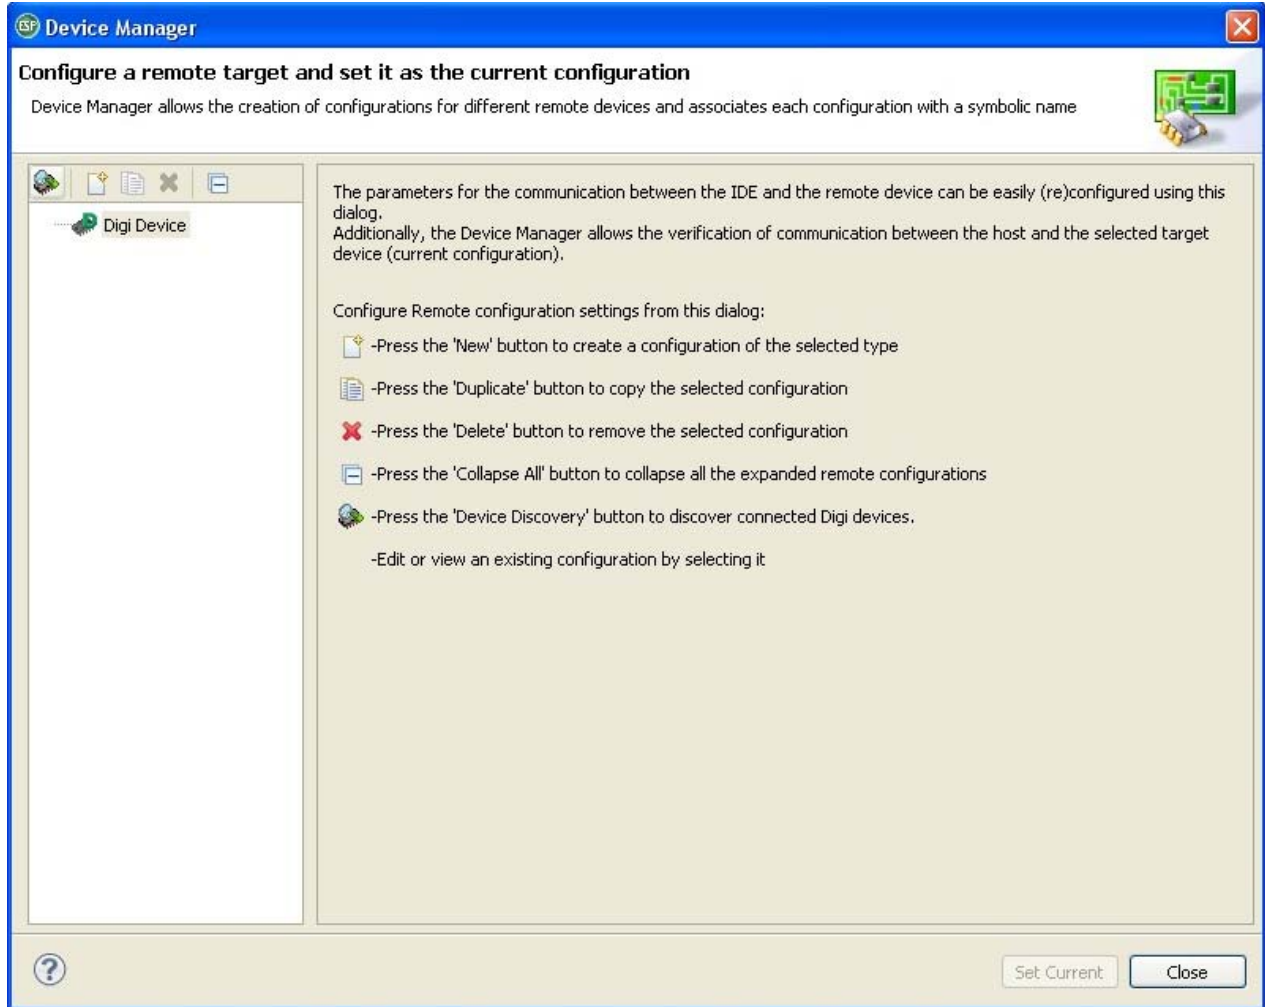 ESP Device Manager
Configure a remote target and set it as the current configuration
Device Manager allows the creation of configurations for different remote devices and associates each configuration with a symbolic name
Digi Device
The parameters for the communication between the IDE and the remote device can be easily (re)configured using this
dialog.
Additionally, the Device Manager allows the verification of communication between the host and the selected target
device (current configuration).
Configure Remote configuration settings from this dialog:
-Press the 'New' button to create a configuration of the selected type
-Press the 'Duplicate' button to copy the selected configuration
-Press the 'Delete' button to remove the selected configuration
-Press the 'Collapse All' button to collapse all the expanded remote configurations
-Press the 'Device Discovery' button to discover connected Digi devices.
-Edit or view an existing configuration by selecting it
?
Set Current
Close